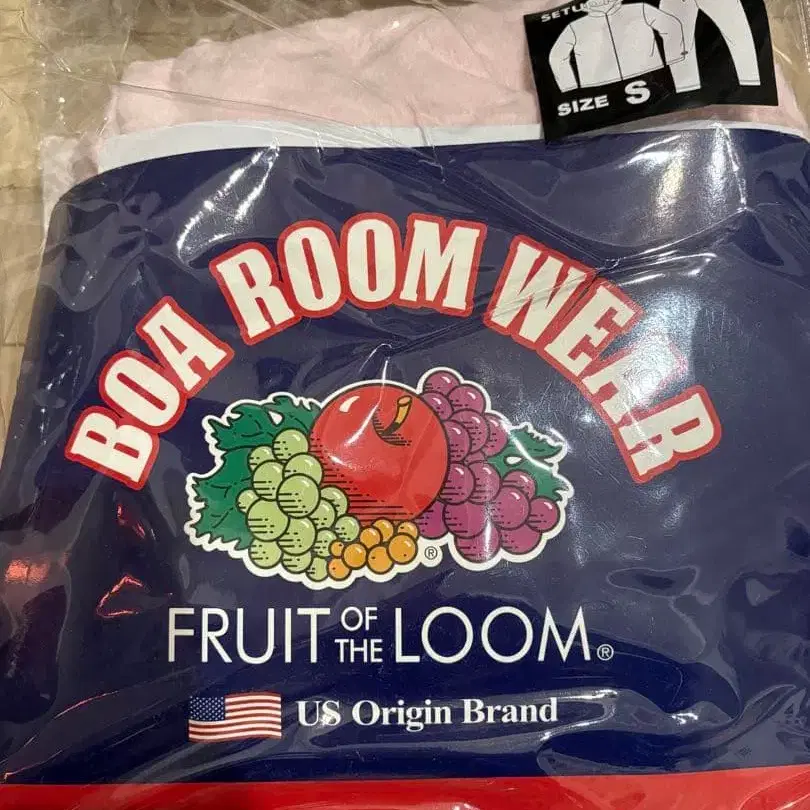 SETU
SIZE S
BOA ROOM WEAR
®
FRUIT OF THE LOOM®
US Origin Brand